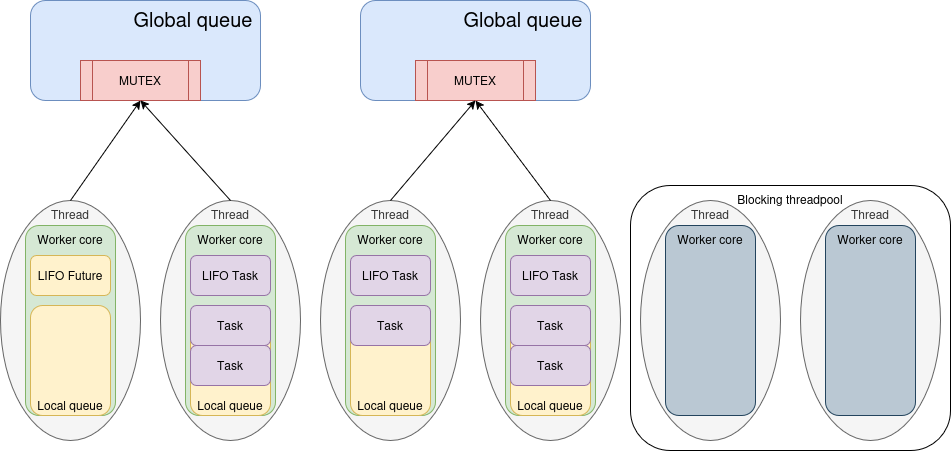 Global queue
MUTEX
Global queue
MUTEX
Thread
Worker core
LIFO Future
Local queue
Thread
Worker core
LIFO Task
Task
Task
Local queue
Thread
Worker core
LIFO Task
Task
Local queue
Thread
Worker core
LIFO Task
Task
Task
Local queue
Blocking threadpool
Thread
Worker core
Thread
Worker core